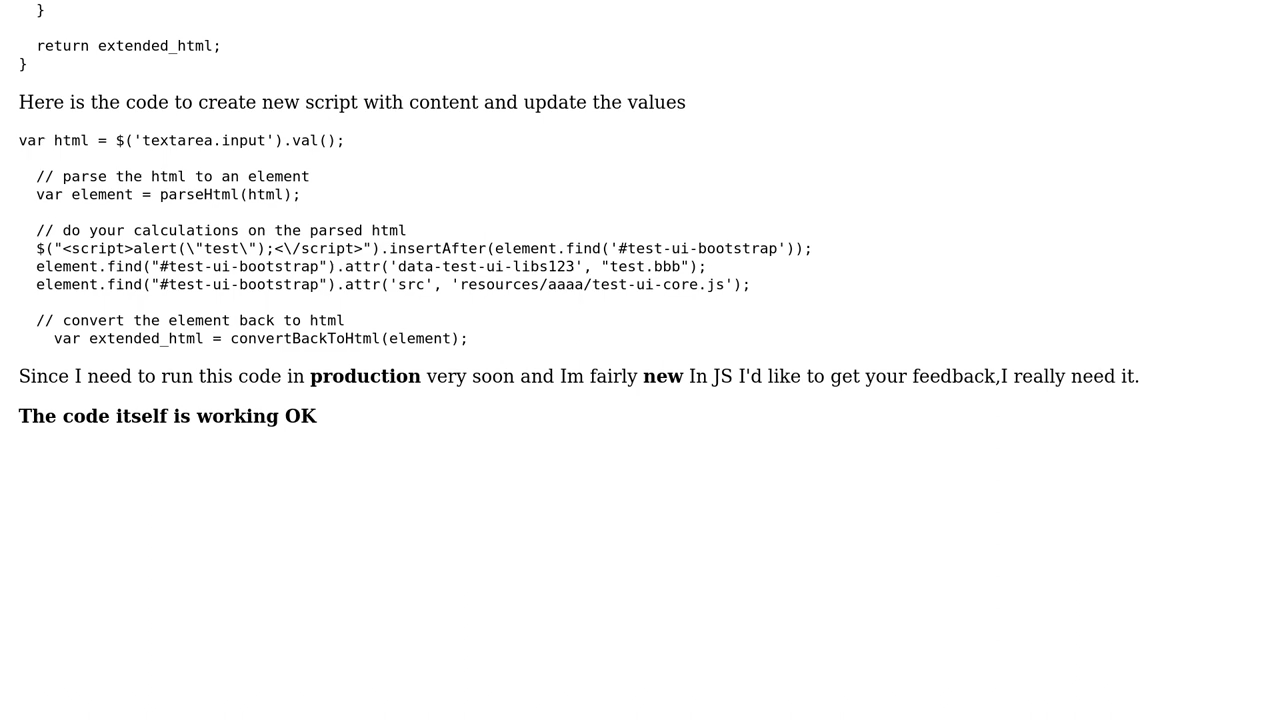 }
return extended_html;
}
Here is the code to create new script with content and update the values
var html = $('textarea.input').val();
// parse the html to an element
var element = parseHtml(html);
// do your calculations on the parsed html
$("<script>alert(\"test\");<\/script>").insertAfter(element.find('#test-ui-bootstrap'));
element.find("#test-ui-bootstrap").attr('data-test-ui-libs123', "test.bbb");
element.find("#test-ui-bootstrap").attr('src', 'resources/aaaa/test-ui-core.js');
// convert the element back to html
var extended_html = convertBackToHtml(element);
Since I need to run this code in production very soon and Im fairly new In JS I'd like to get your feedback,I really need it.
The code itself is working OK